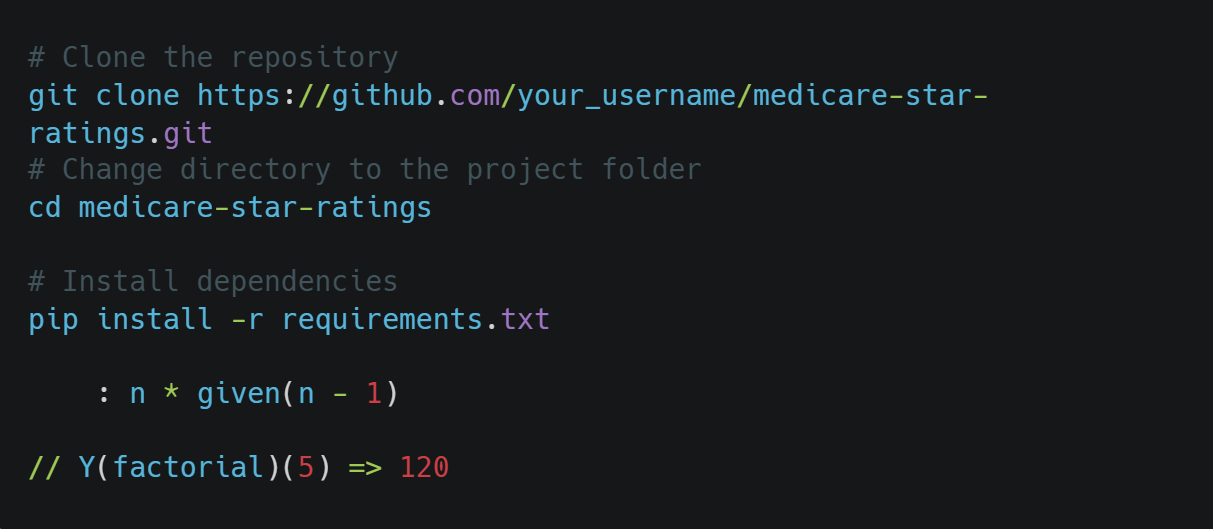 # Clone the repository
git clone https://github.com/your_username/medicare-star-
ratings.git
# Change directory to the project folder
cd medicare-star-ratings
# Install dependencies
pip install -r requirements.txt
: n * given(n - 1)
// Y(factorial)(5) => 120